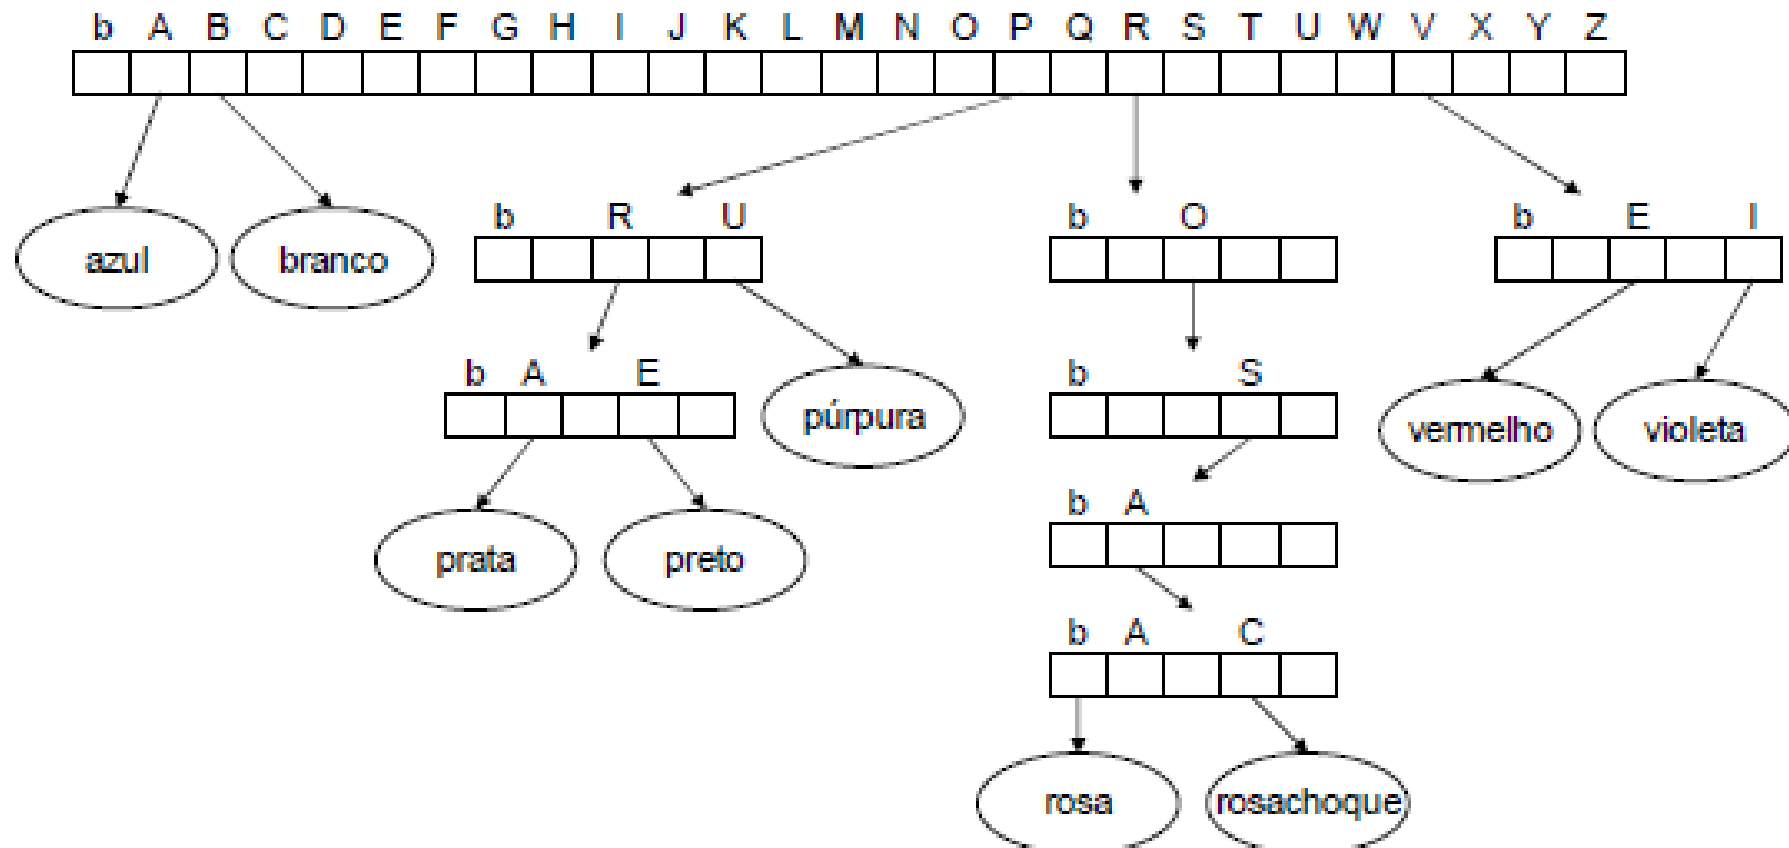 b A B C D E F G H I J K L M N O P Q R S T U W V X Y Z
b R U b O b E I
azul branco
b A E b S
púrpura vermelho violeta
b A
prata preto
b A C
rosa rosachoque